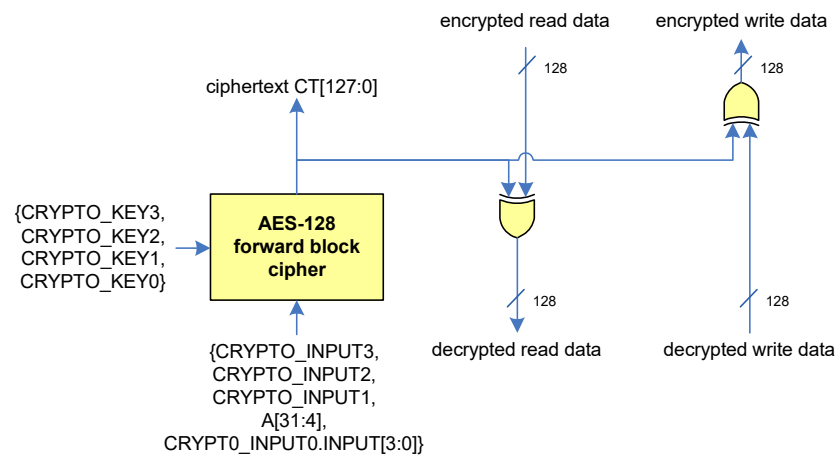 encrypted read data
encrypted write data
128
128
ciphertext CT[127:0]
{CRYPTO_KEY3,
CRYPTO_KEY2,
CRYPTO_KEY1,
CRYPTO_KEY0}
AES-128
forward block
cipher
128
128
{CRYPTO_INPUT3,
CRYPTO_INPUT2,
CRYPTO_INPUT1,
A[31:4],
CRYPT0_INPUT0.INPUT[3:0]}
decrypted read data
decrypted write data